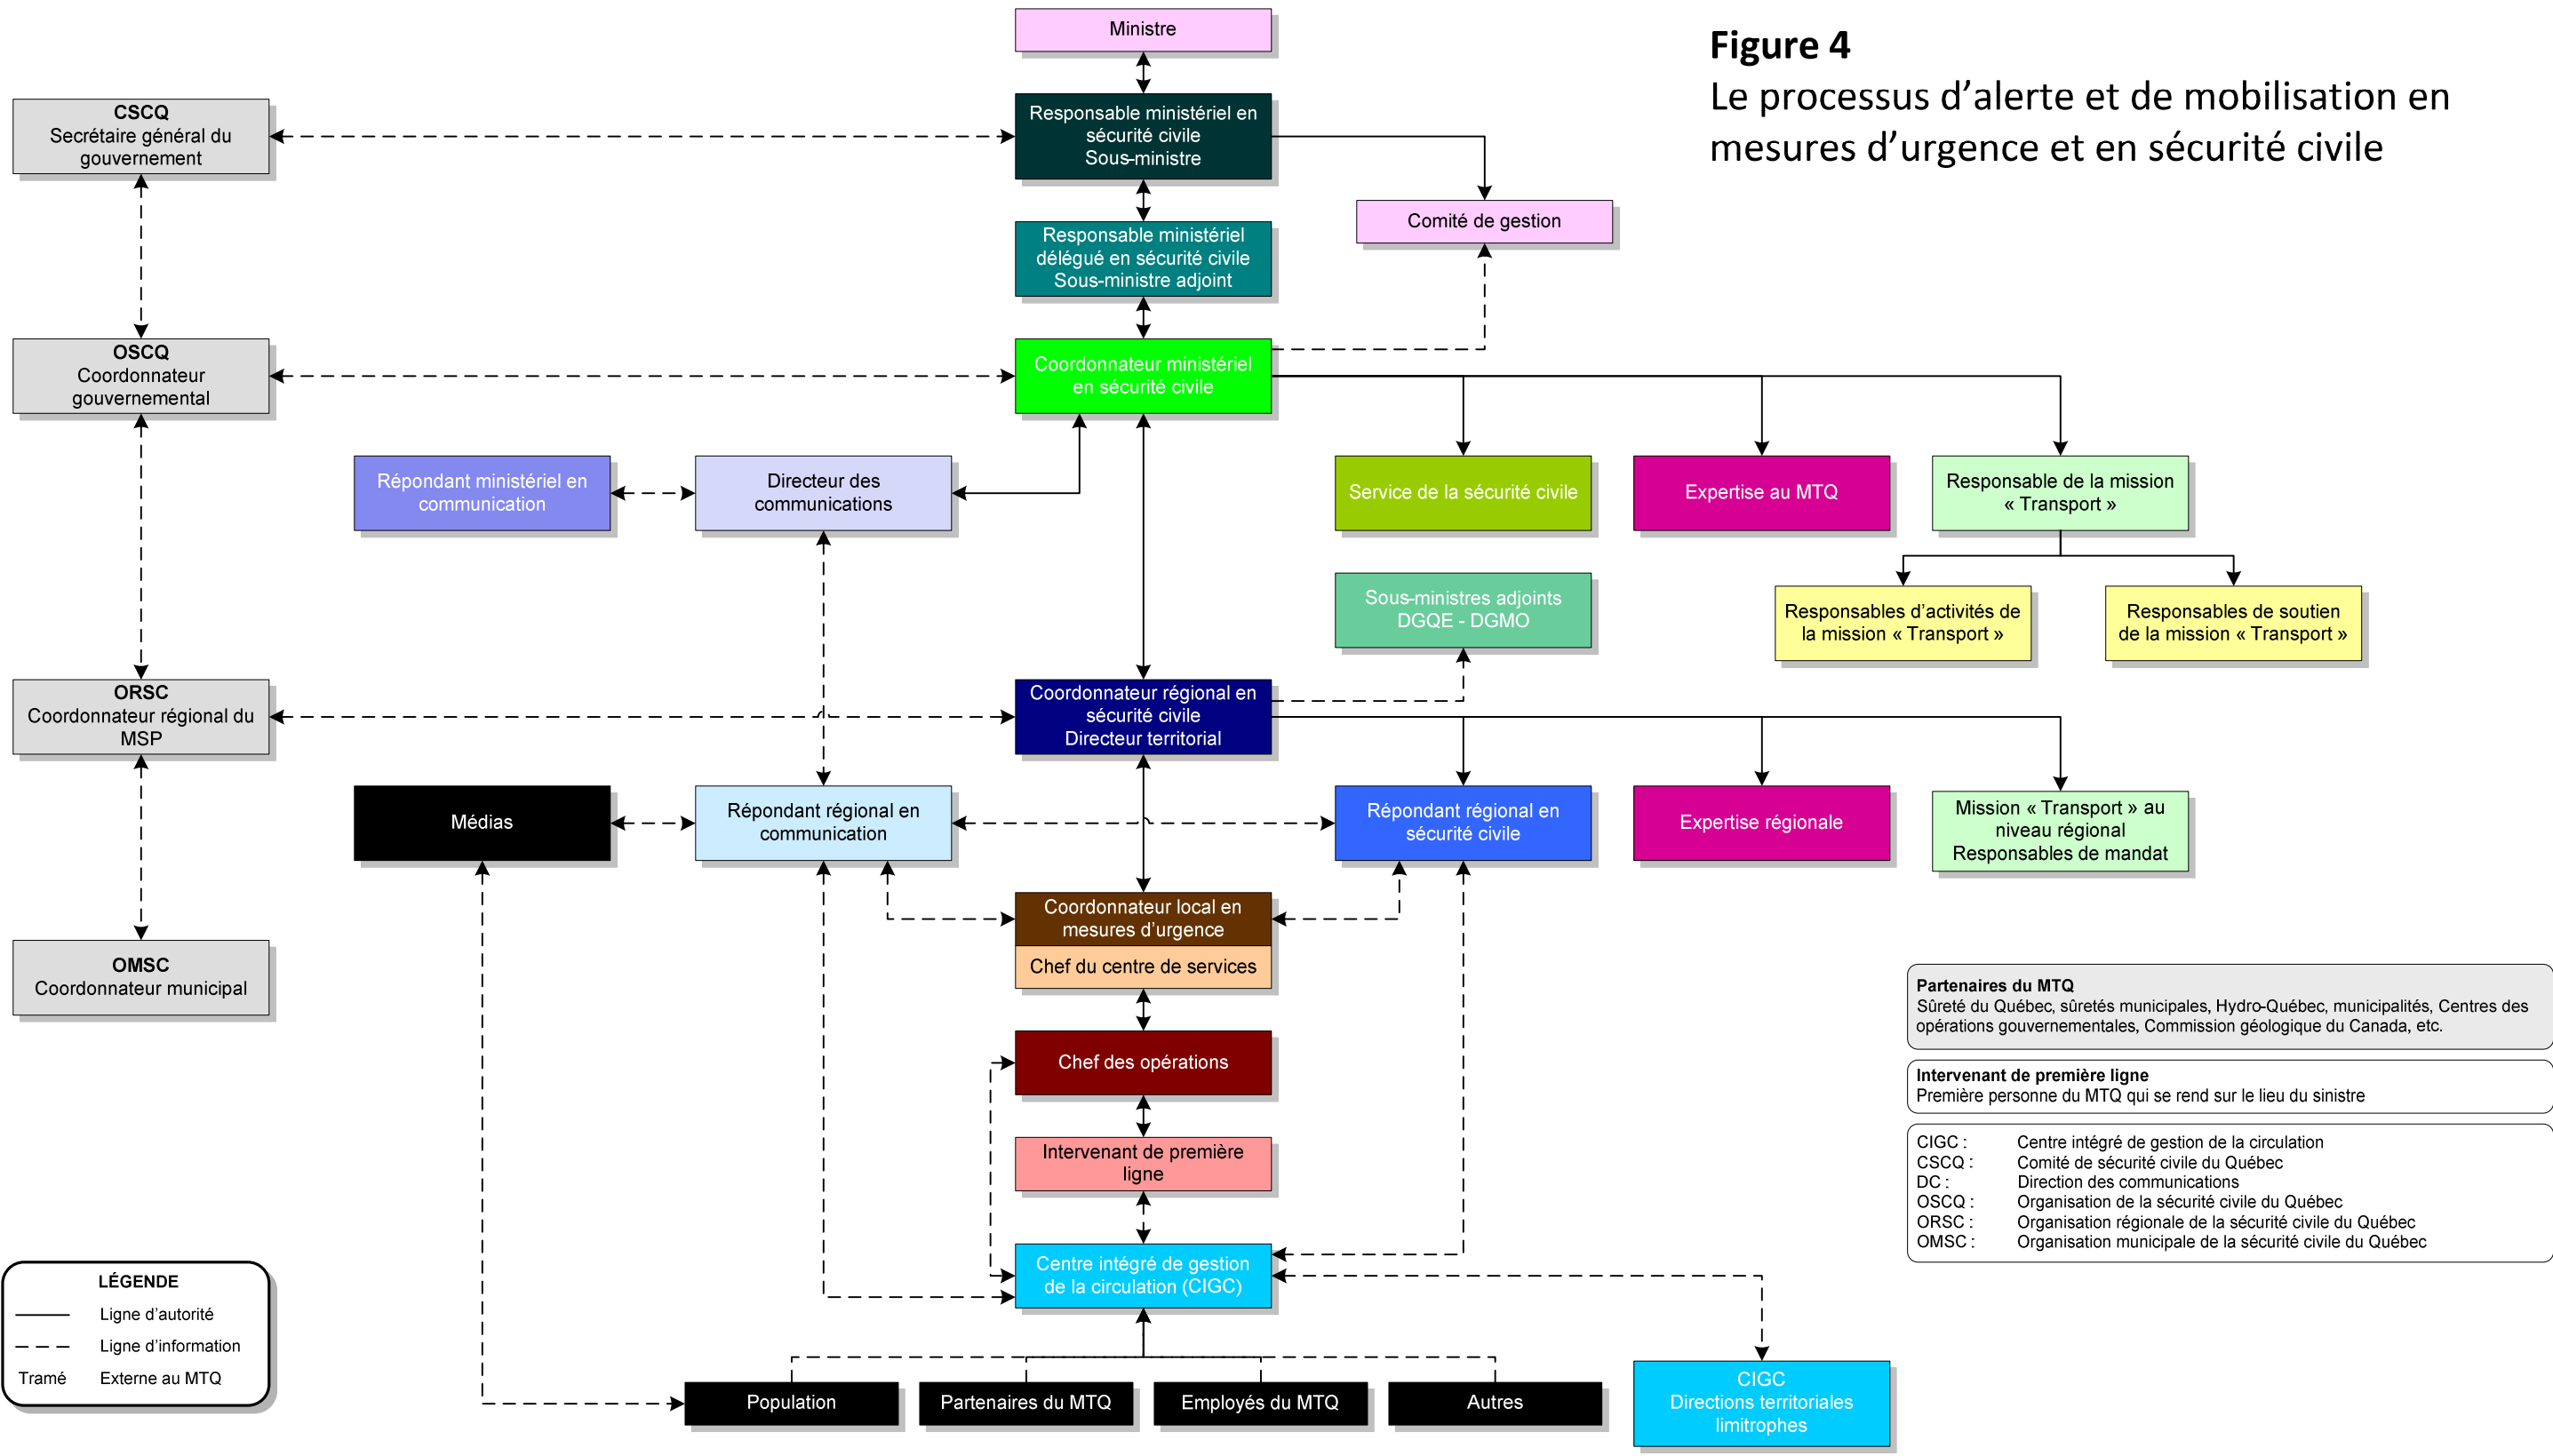 Figure 4
Le processus d'alerte et de mobilisation en
mesures d'urgence et en sécurité civile
Ministre
CSCQ
Secrétaire général du
gouvernement
Responsable ministériel en
sécurité civile
Sous-ministre
Comité de gestion
Responsable ministériel
délégué en sécurité civile
Sous-ministre adjoint
OSCQ
Coordonnateur
gouvernemental
Coordonnateur ministériel
en sécurité civile
Répondant ministériel en
communication
Directeur des
communications
Service de la sécurité civile
Expertise au MTQ
Responsable de la mission
« Transport »
Sous-ministres adjoints
DGQE - DGMO
Responsables d'activités de
la mission « Transport »
Responsables de soutien
de la mission « Transport »
ORSC
Coordonnateur régional du
MSP
Coordonnateur régional en
sécurité civile
Directeur territorial
Médias
Répondant régional en
communication
Répondant régional en
sécurité civile
Expertise régionale
Mission « Transport » au
niveau régional
Responsables de mandat
Coordonnateur local en
mesures d'urgence
Chef du centre de services
OMSC
Coordonnateur municipal
Chef des opérations
Intervenant de première
ligne
Centre intégré de gestion
de la circulation (CIGC)
Population
Partenaires du MTQ
Employés du MTQ
Autres
CIGC
Directions territoriales
limitrophes
Partenaires du MTQ
Sûreté du Québec, sûretés municipales, Hydro-Québec, municipalités, Centres des
opérations gouvernementales, Commission géologique du Canada, etc.
Intervenant de première ligne
Première personne du MTQ qui se rend sur le lieu du sinistre
CIGC : Centre intégré de gestion de la circulation
CSCQ : Comité de sécurité civile du Québec
DC : Direction des communications
OSCQ : Organisation de la sécurité civile du Québec
ORSC : Organisation régionale de la sécurité civile du Québec
OMSC : Organisation municipale de la sécurité civile du Québec
LÉGENDE
Ligne d'autorité
Ligne d'information
Tramé Externe au MTQ